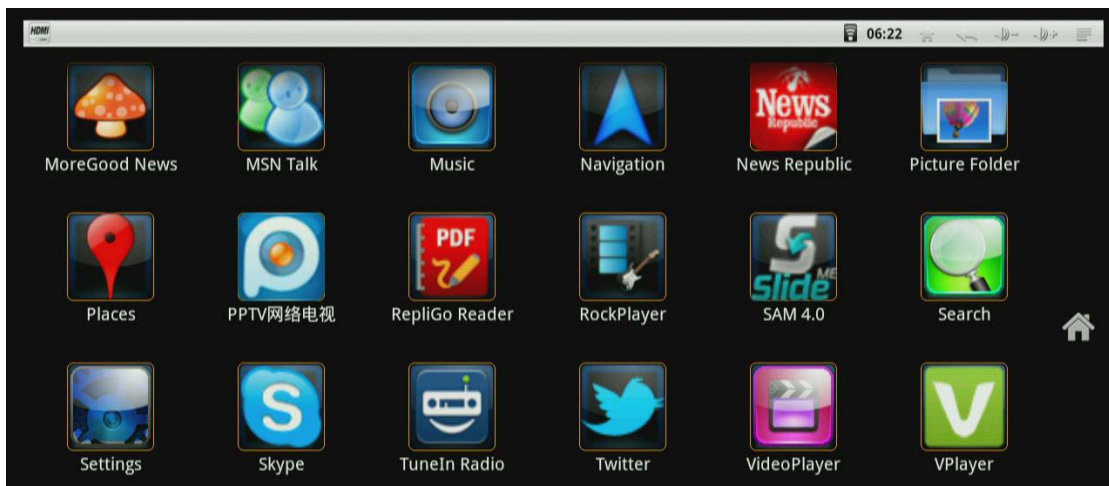 HDMI
06:22
MoreGood News
MSN Talk
Music
Navigation
News Republic
News Republic
Picture Folder
Places
PPTV网络电视
PDF
RepliGo Reader
RockPlayer
Slide ME
SAM 4.0
Search
Settings
Skype
TuneIn Radio
Twitter
VideoPlayer
VPlayer